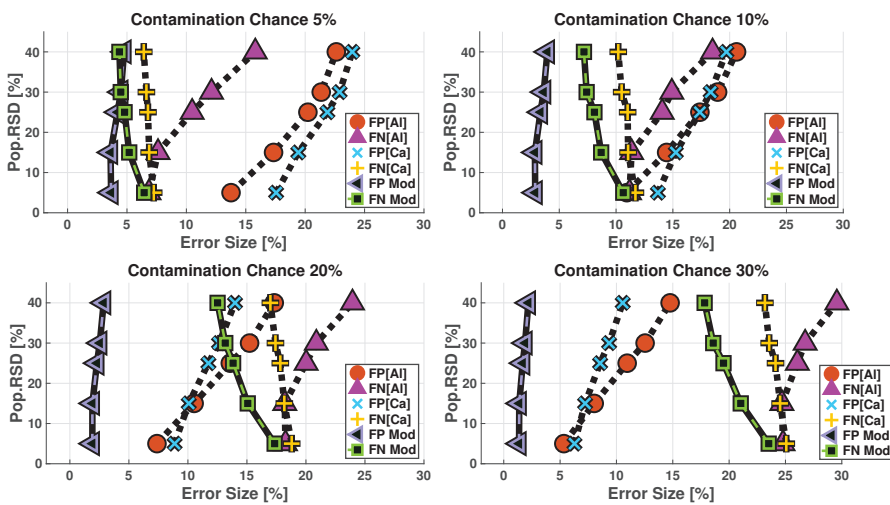 Contamination Chance 5%
Pop.RSD [%]
40
30
20
10
0
0 5 10 15 20 25 30
Error Size [%]
FP[Al]
FN[Al]
FP[Ca]
FN[Ca]
FP Mod
FN Mod
Contamination Chance 10%
Pop.RSD [%]
40
30
20
10
0
0 5 10 15 20 25 30
Error Size [%]
FP[Al]
FN[Al]
FP[Ca]
FN[Ca]
FP Mod
FN Mod
Contamination Chance 20%
Pop.RSD [%]
40
30
20
10
0
0 5 10 15 20 25 30
Error Size [%]
FP[Al]
FN[Al]
FP[Ca]
FN[Ca]
FP Mod
FN Mod
Contamination Chance 30%
Pop.RSD [%]
40
30
20
10
0
0 5 10 15 20 25 30
Error Size [%]
FP[Al]
FN[Al]
FP[Ca]
FN[Ca]
FP Mod
FN Mod